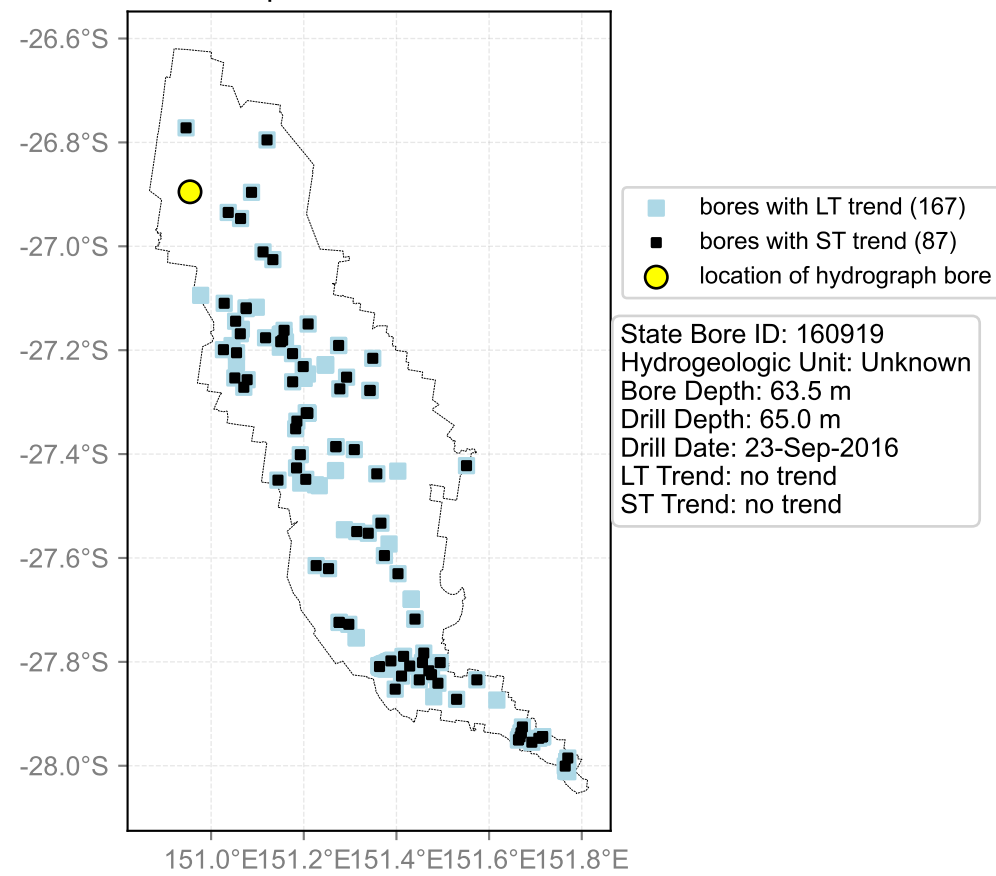 -26.6°S
-26.8°S
-27.0°S
-27.2°S
-27.4°S
-27.6°S
-27.8°S
-28.0°S
151.0°E151.2°E151.4°E151.6°E151.8°E
bores with LT trend (167)
bores with ST trend (87)
location of hydrograph bore
State Bore ID: 160919
Hydrogeologic Unit: Unknown
Bore Depth: 63.5 m
Drill Depth: 65.0 m
Drill Date: 23-Sep-2016
LT Trend: no trend
ST Trend: no trend